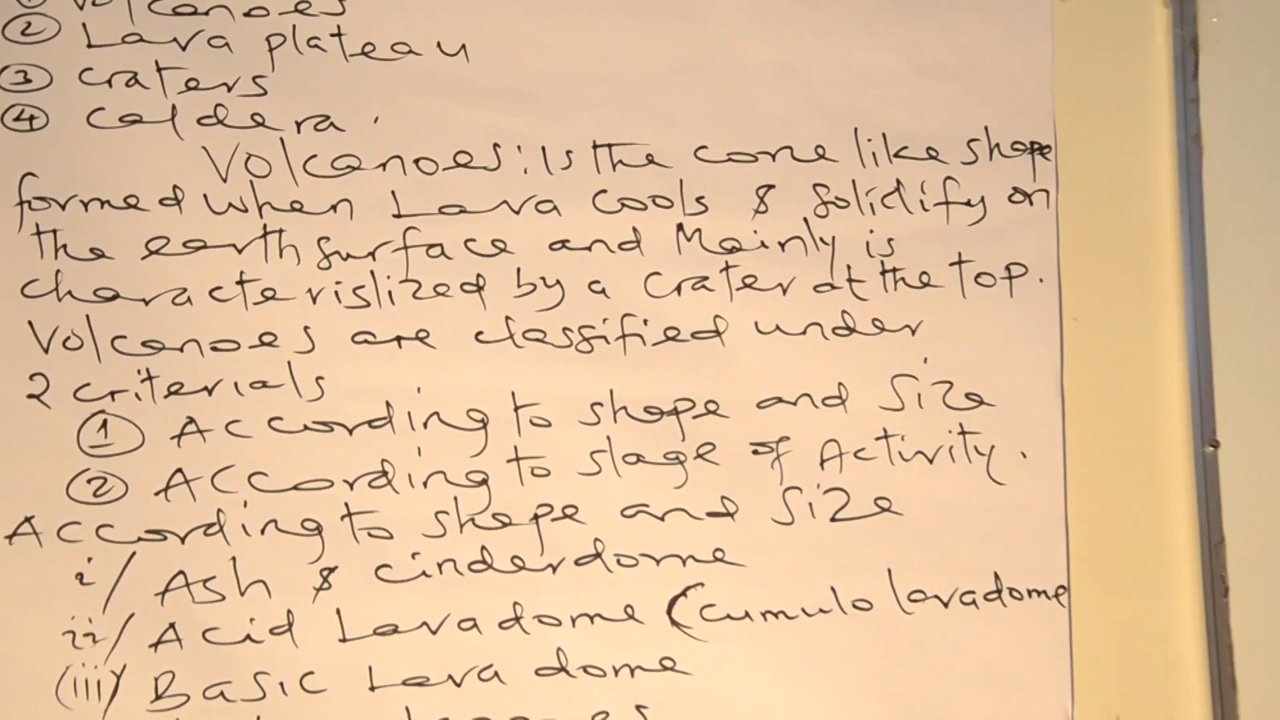 ① Volcanoes
② Lava plateau
③ craters
④ caldera.
Volcanoes: Is the cone like shape
formed when Lava cools & Solidify on
the earth surface and Mainly is
characterislized by a crater at the top.
Volcanoes are classified under
2 criterials
① According to shape and Size
② According to stage of Activity.
According to shape and Size
i/ Ash & cinderdome
ii/ Acid Lavadome (cumulo lavadome
(iii) Basic Lava dome